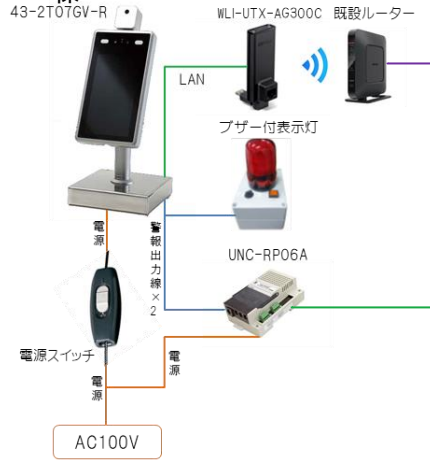 43-2T07GV-R
WLI-UTX-AG300C 既設ルーター
LAN
ブザー付表示灯
電源
警報出力線×2
UNC-RP06A
電源スイッチ
電源
電源
AC100V